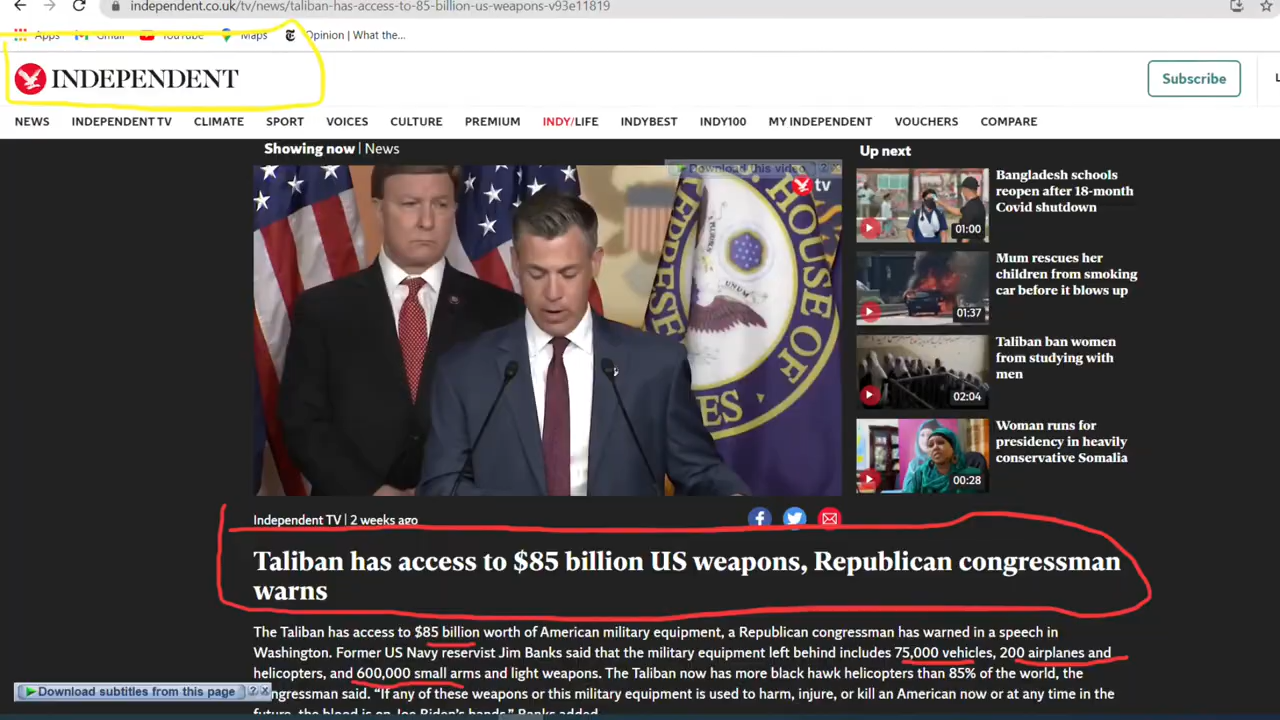 independent.co.uk/tv/news/taliban-has-access-to-85-billion-us-weapons-v93e11819
Apps Gmail YouTube Maps Opinion | What the...
INDEPENDENT
Subscribe
NEWS INDEPENDENT TV CLIMATE SPORT VOICES CULTURE PREMIUM INDY/LIFE INDYBEST INDY100 MY INDEPENDENT VOUCHERS COMPARE
Showing now | News
Download this video ? X
tv
HOUSE OF
UNUM
Up next
Bangladesh schools
reopen after 18-month
Covid shutdown
01:00
Mum rescues her
children from smoking
car before it blows up
01:37
Taliban ban women
from studying with
men
02:04
Woman runs for
presidency in heavily
conservative Somalia
00:28
Independent TV | 2 weeks ago
Taliban has access to $85 billion US weapons, Republican congressman
warns
The Taliban has access to $85 billion worth of American military equipment, a Republican congressman has warned in a speech in
Washington. Former US Navy reservist Jim Banks said that the military equipment left behind includes 75,000 vehicles, 200 airplanes and
helicopters, and 600,000 small arms and light weapons. The Taliban now has more black hawk helicopters than 85% of the world, the
congressman said. “If any of these weapons or this military equipment is used to harm, injure, or kill an American now or at any time in the
future, the blood is on Joe Biden’s hands,” Banks added.
Download subtitles from this page ? X